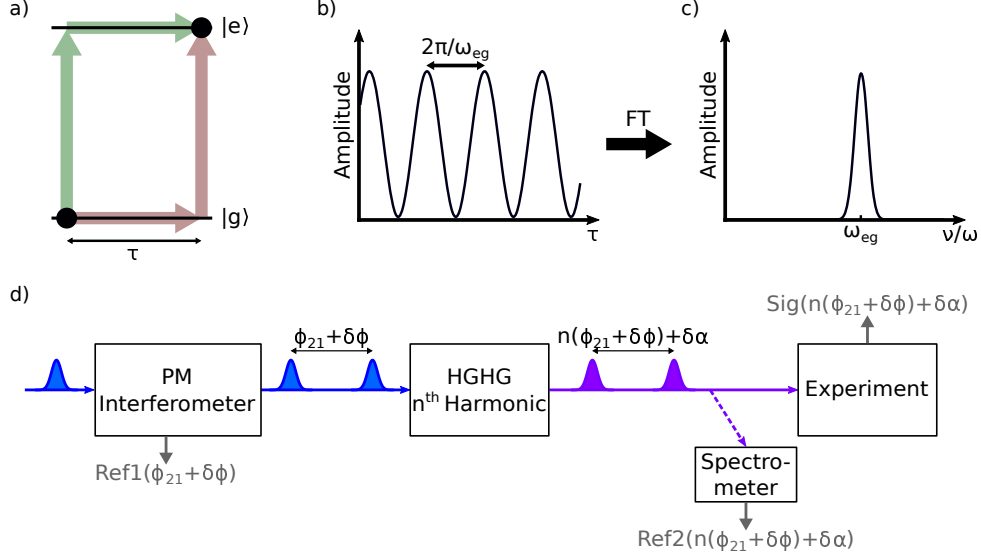 a)
|e⟩
|g⟩
τ
b)
Amplitude
2π/ω_eg
τ
FT
c)
Amplitude
ω_eg
ν/ω
d)
PM
Interferometer
Ref1(ϕ₂₁+δϕ)
ϕ₂₁+δϕ
HGHG
nᵗʰ Harmonic
n(ϕ₂₁+δϕ)+δα
Spectro-
meter
Ref2(n(ϕ₂₁+δϕ)+δα)
Sig(n(ϕ₂₁+δϕ)+δα)
Experiment